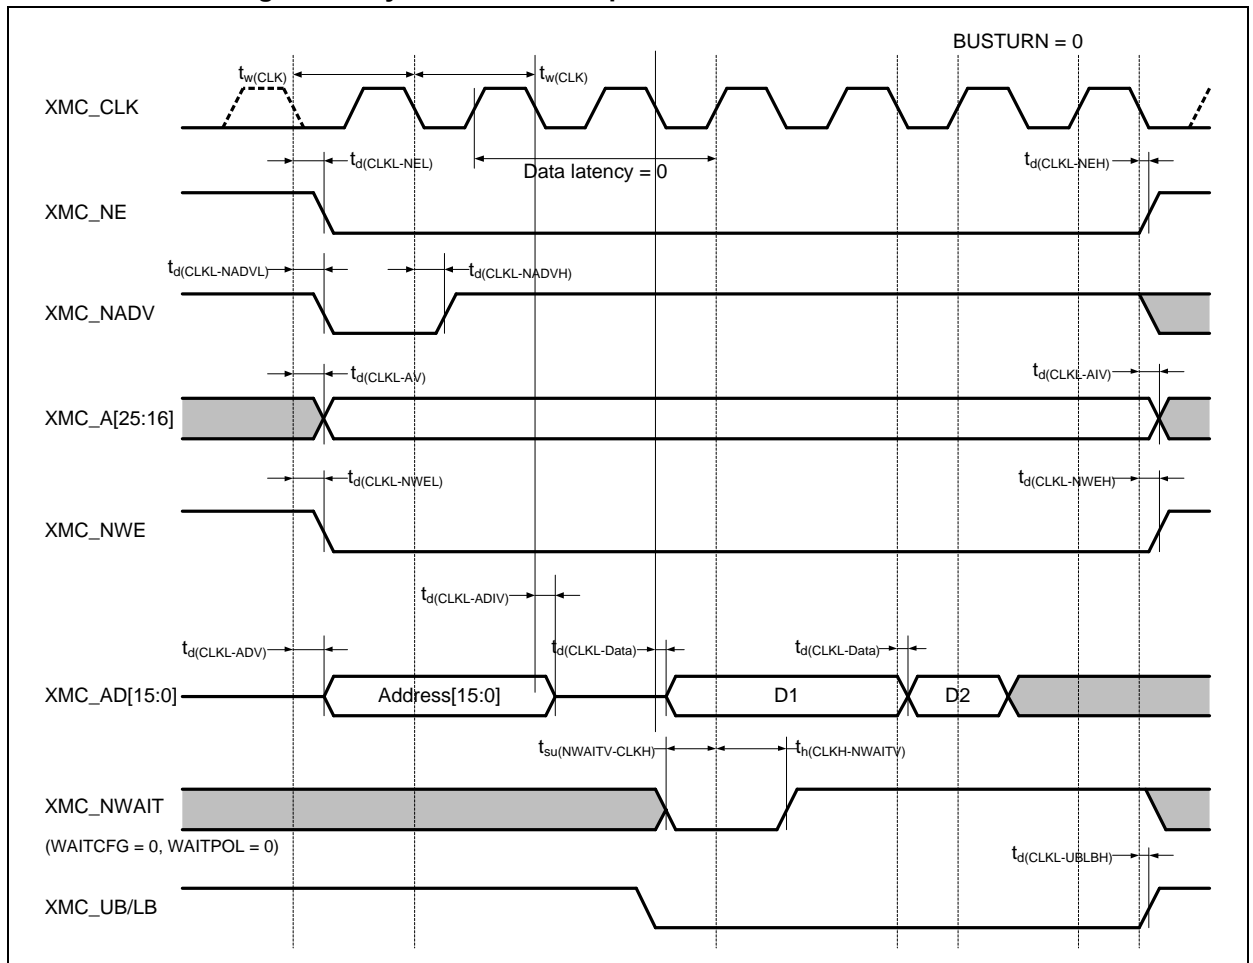 BUSTURN = 0
tw(CLK)
tw(CLK)
XMC_CLK
td(CLKL-NEL)
td(CLKL-NEH)
Data latency = 0
XMC_NE
td(CLKL-NADVL)
td(CLKL-NADVH)
XMC_NADV
td(CLKL-AV)
td(CLKL-AIV)
XMC_A[25:16]
td(CLKL-NWEL)
td(CLKL-NWEH)
XMC_NWE
td(CLKL-ADIV)
td(CLKL-ADV)
td(CLKL-Data)
td(CLKL-Data)
XMC_AD[15:0]
Address[15:0]
D1
D2
tsu(NWAITV-CLKH)
th(CLKH-NWAITV)
XMC_NWAIT
(WAITCFG = 0, WAITPOL = 0)
td(CLKL-UBLBH)
XMC_UB/LB